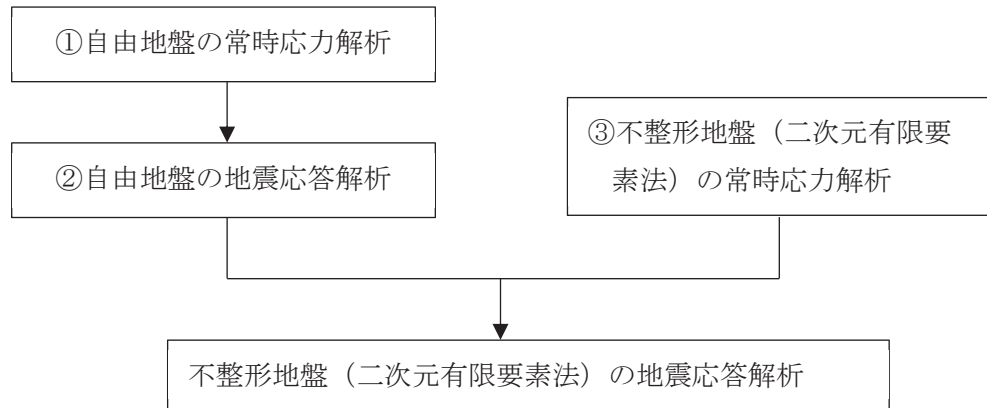 ①自由地盤の常時応力解析
②自由地盤の地震応答解析
③不整形地盤（二次元有限要
素法）の常時応力解析
不整形地盤（二次元有限要素法）の地震応答解析